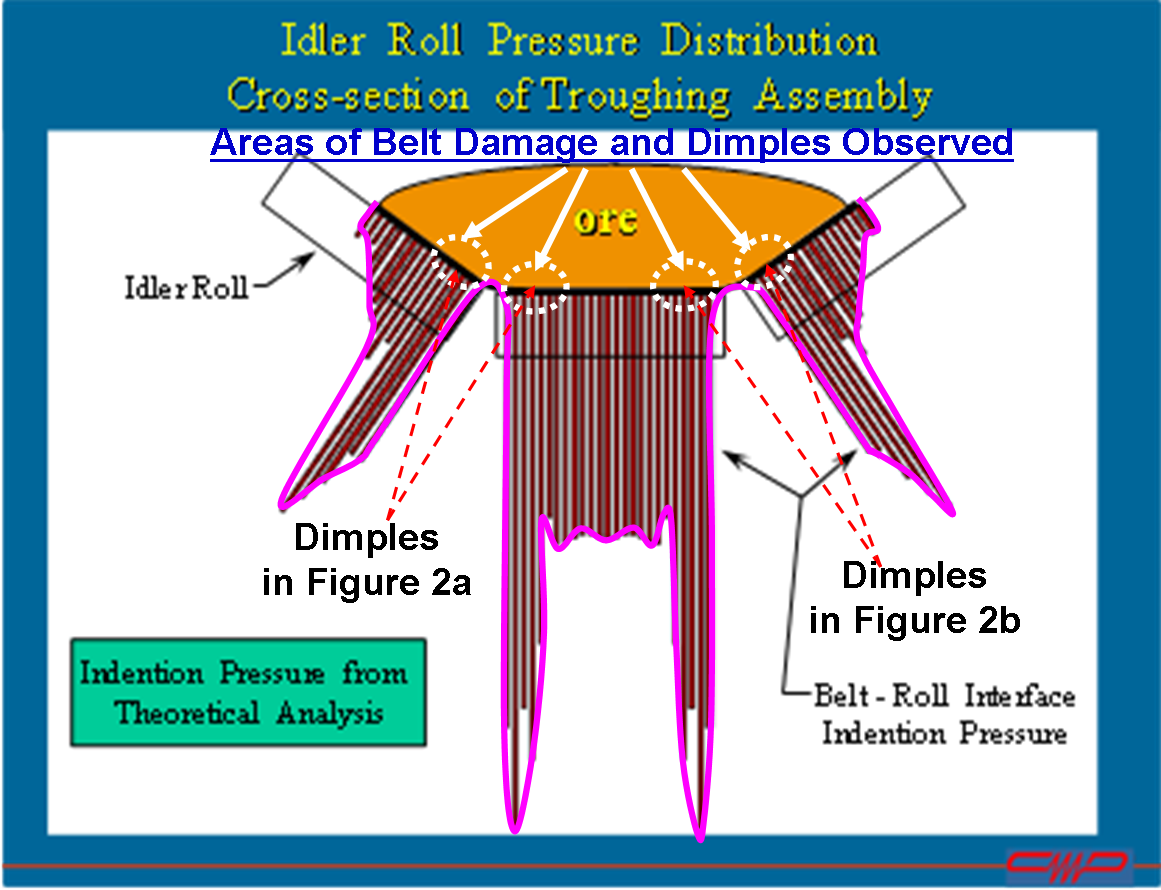 Idler Roll Pressure Distribution
Cross-section of Troughing Assembly
Areas of Belt Damage and Dimples Observed
ore
Idler Roll
Dimples
in Figure 2a
Dimples
in Figure 2b
Indention Pressure from
Theoretical Analysis
Belt - Roll Interface
Indention Pressure